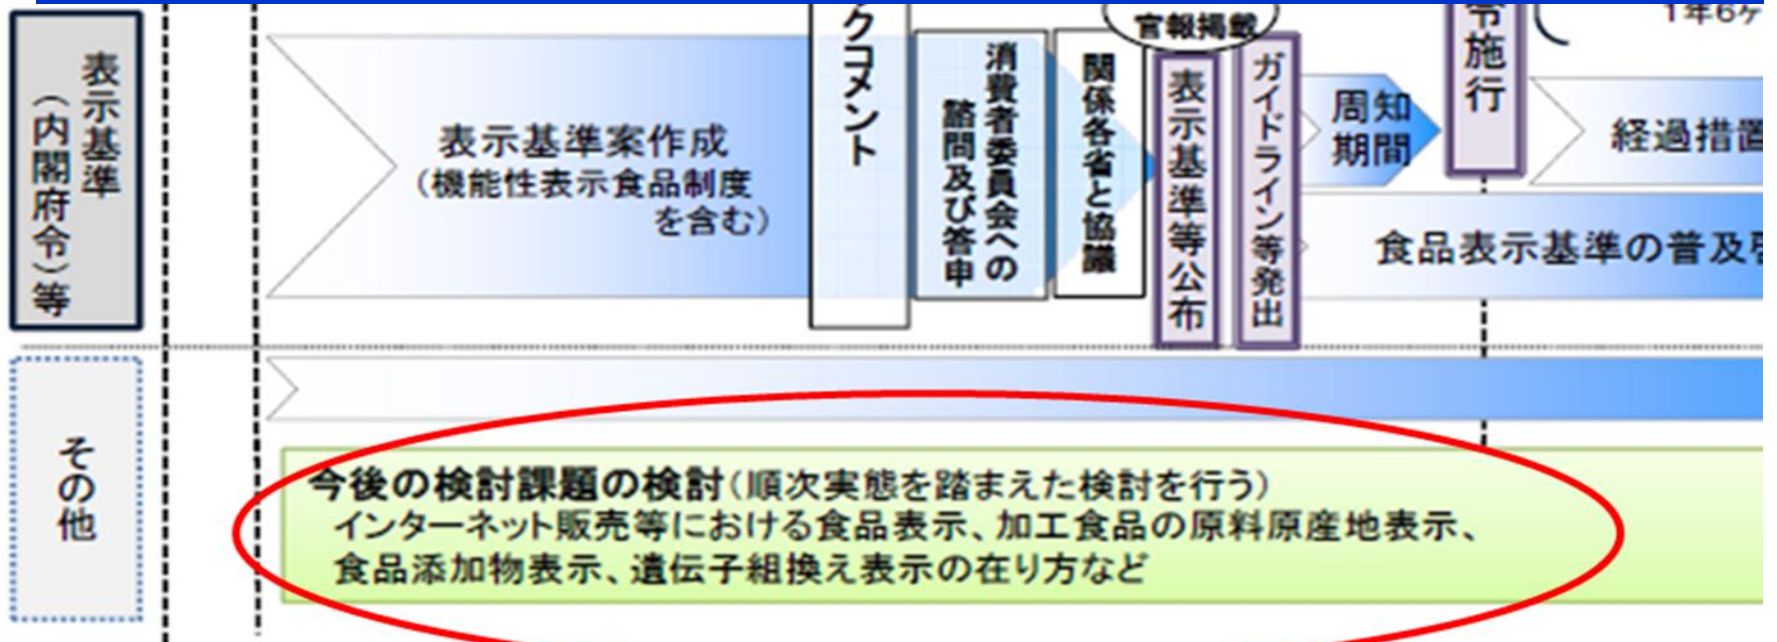 表示基準
（内閣府令）等
表示基準案作成
（機能性表示食品制度
を含む）
クコメント
消費者委員会への
諮問及び答申
関係各省と協議
官報掲載
表示基準等公布
ガイドライン等発出
周知
期間
令施行
1年6ケ
経過措置
食品表示基準の普及啓
その他
今後の検討課題の検討（順次実態を踏まえた検討を行う）
インターネット販売等における食品表示、加工食品の原料原産地表示、
食品添加物表示、遺伝子組換え表示の在り方など